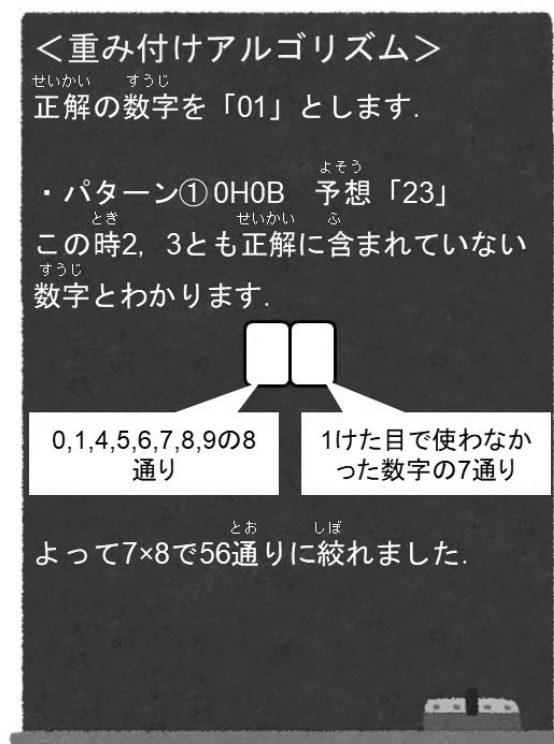 ＜重み付けアルゴリズム＞
せいかい すうじ
正解の数字を「01」とします.
よそう
・パターン①0H0B 予想「23」
とき せいかい ふ
この時2，3とも正解に含まれていない
すうじ
数字とわかります.
0,1,4,5,6,7,8,9の8
通り
1けた目で使わなか
った数字の7通り
とお しぼ
よって7×8で56通りに絞れました.